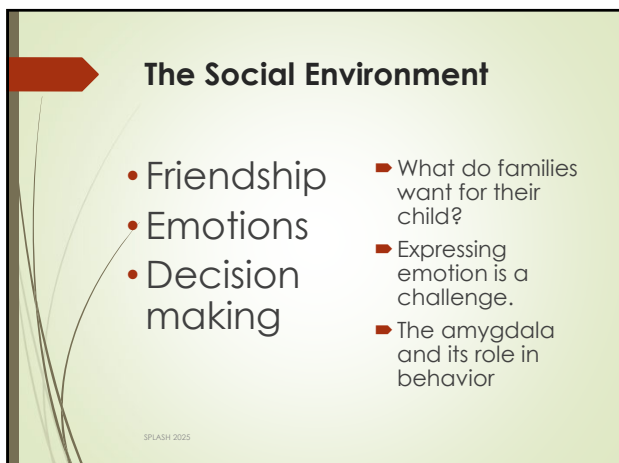 The Social Environment
• Friendship
• Emotions
• Decision
making
What do families
want for their
child?
Expressing
emotion is a
challenge.
The amygdala
and its role in
behavior
SPLASH 2025